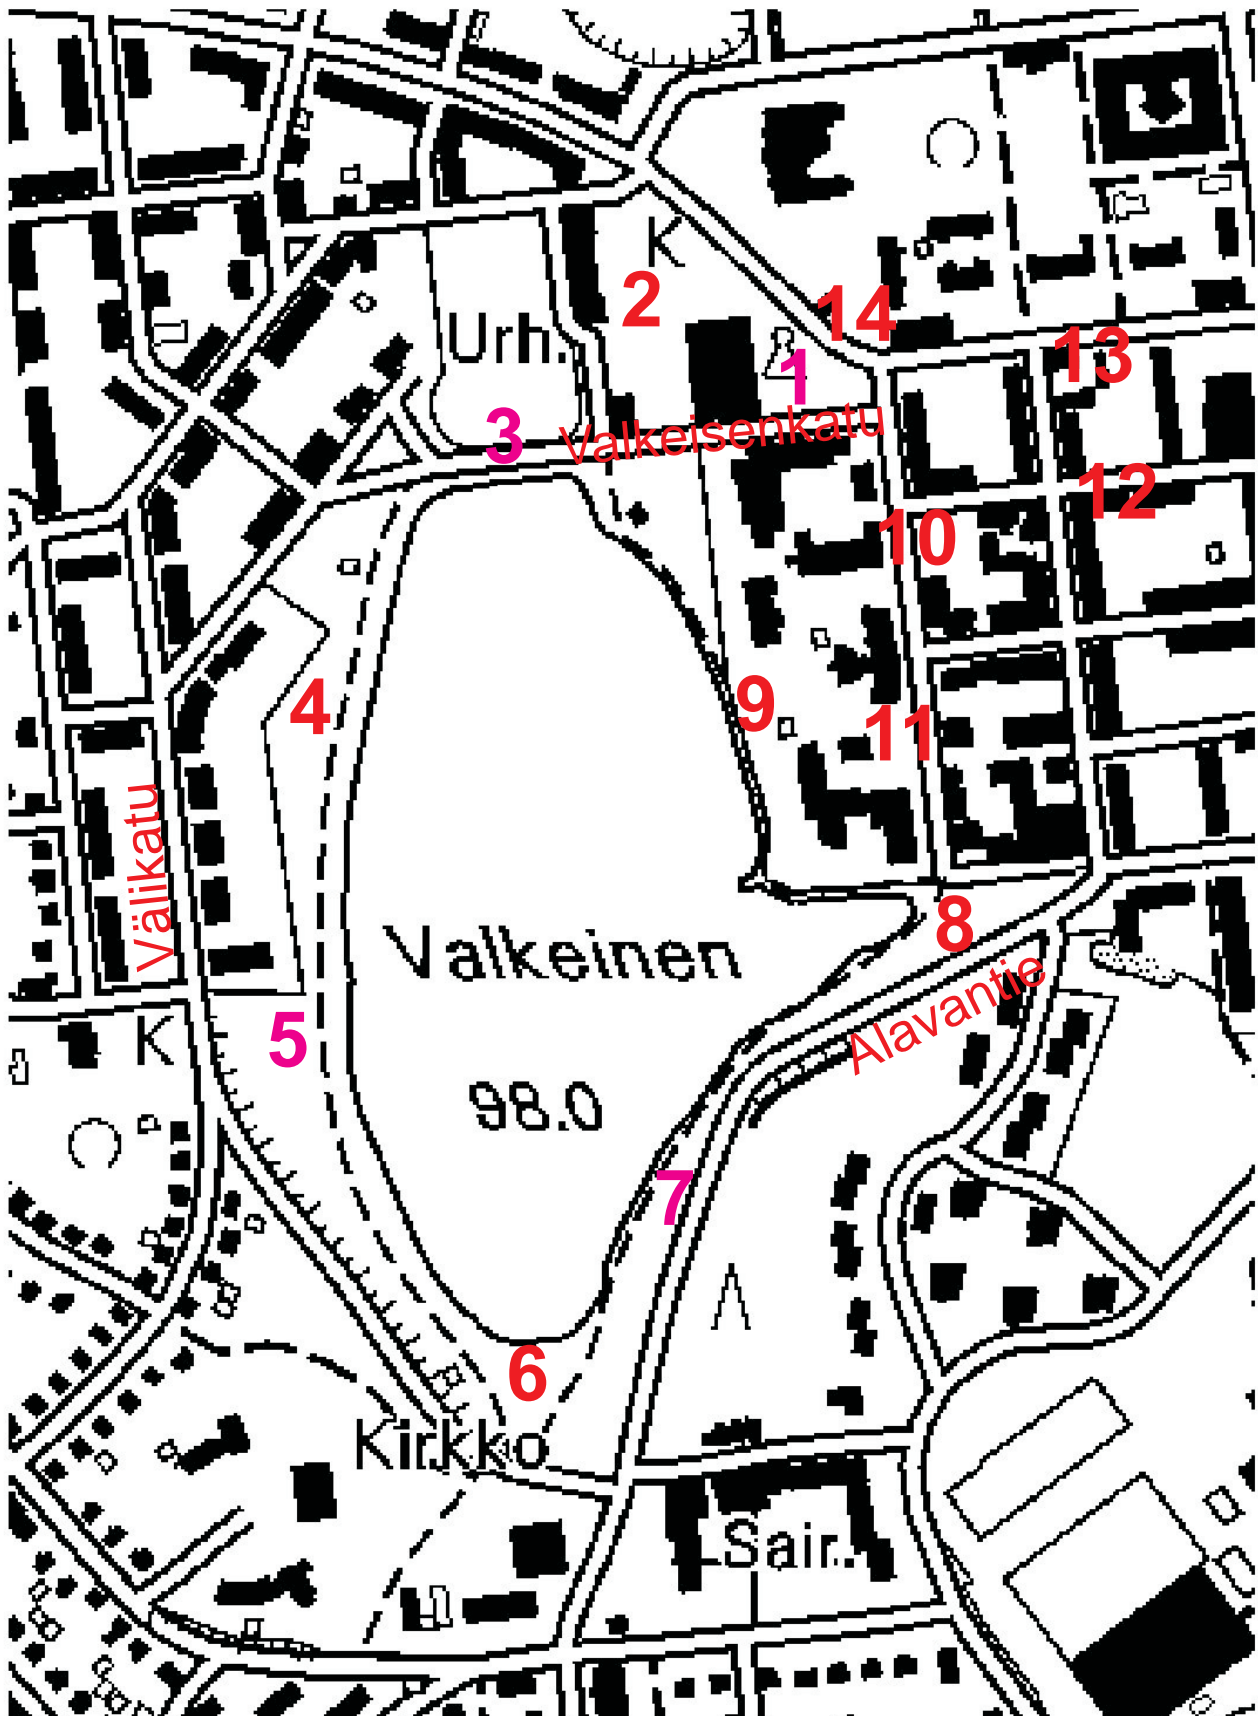 K
2
14
Urh.
13
1
3
Valkeisenkatu
12
10
4
9
11
Välikatu
8
Valkeinen
Alavantie
5
K
98.0
7
6
Kirkko
Sair.